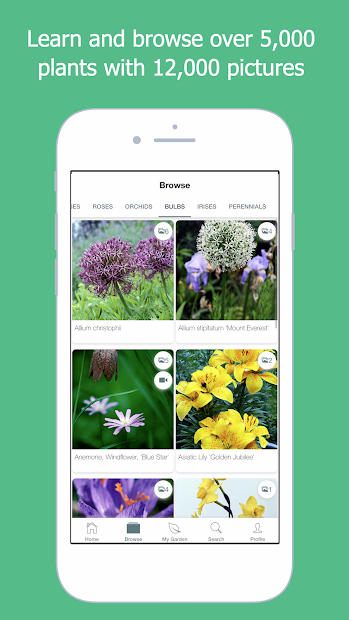 Learn and browse over 5,000
plants with 12,000 pictures
Browse
IES ROSES ORCHIDS BULBS IRISES PERENNIALS
6
4
Allium christophii
Allium stipitatum 'Mount Everest'
5
2
Anemone, Windflower, 'Blue Star'
Asiatic Lily 'Golden Jubilee'
4
1
Home Browse My Garden Search Profile